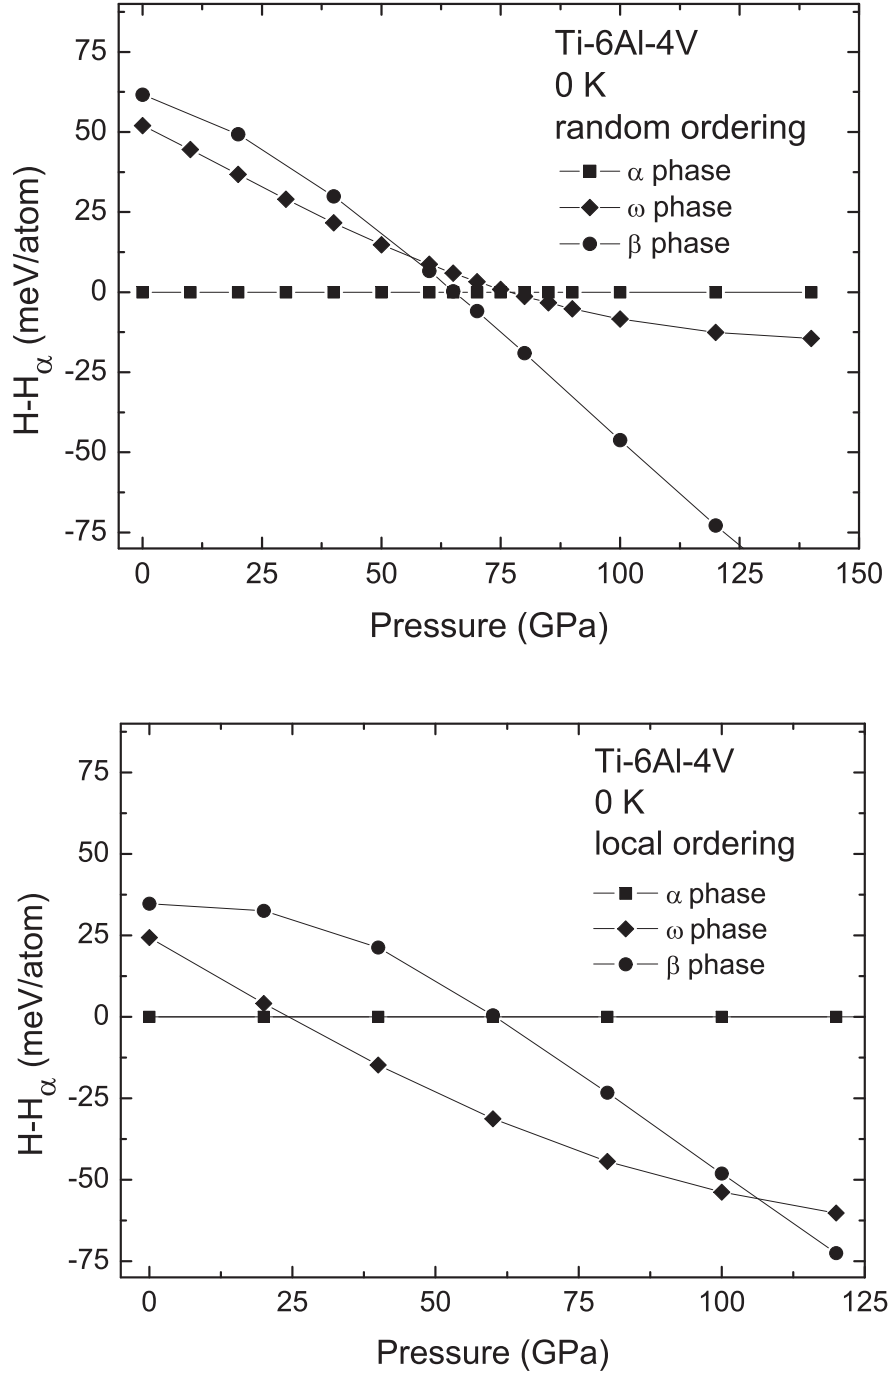 Ti-6Al-4V
0 K
random ordering
α phase
ω phase
β phase
75
50
25
0
-25
-50
-75
H-Hα (meV/atom)
0 25 50 75 100 125 150
Pressure (GPa)
Ti-6Al-4V
0 K
local ordering
α phase
ω phase
β phase
75
50
25
0
-25
-50
-75
H-Hα (meV/atom)
0 25 50 75 100 125
Pressure (GPa)